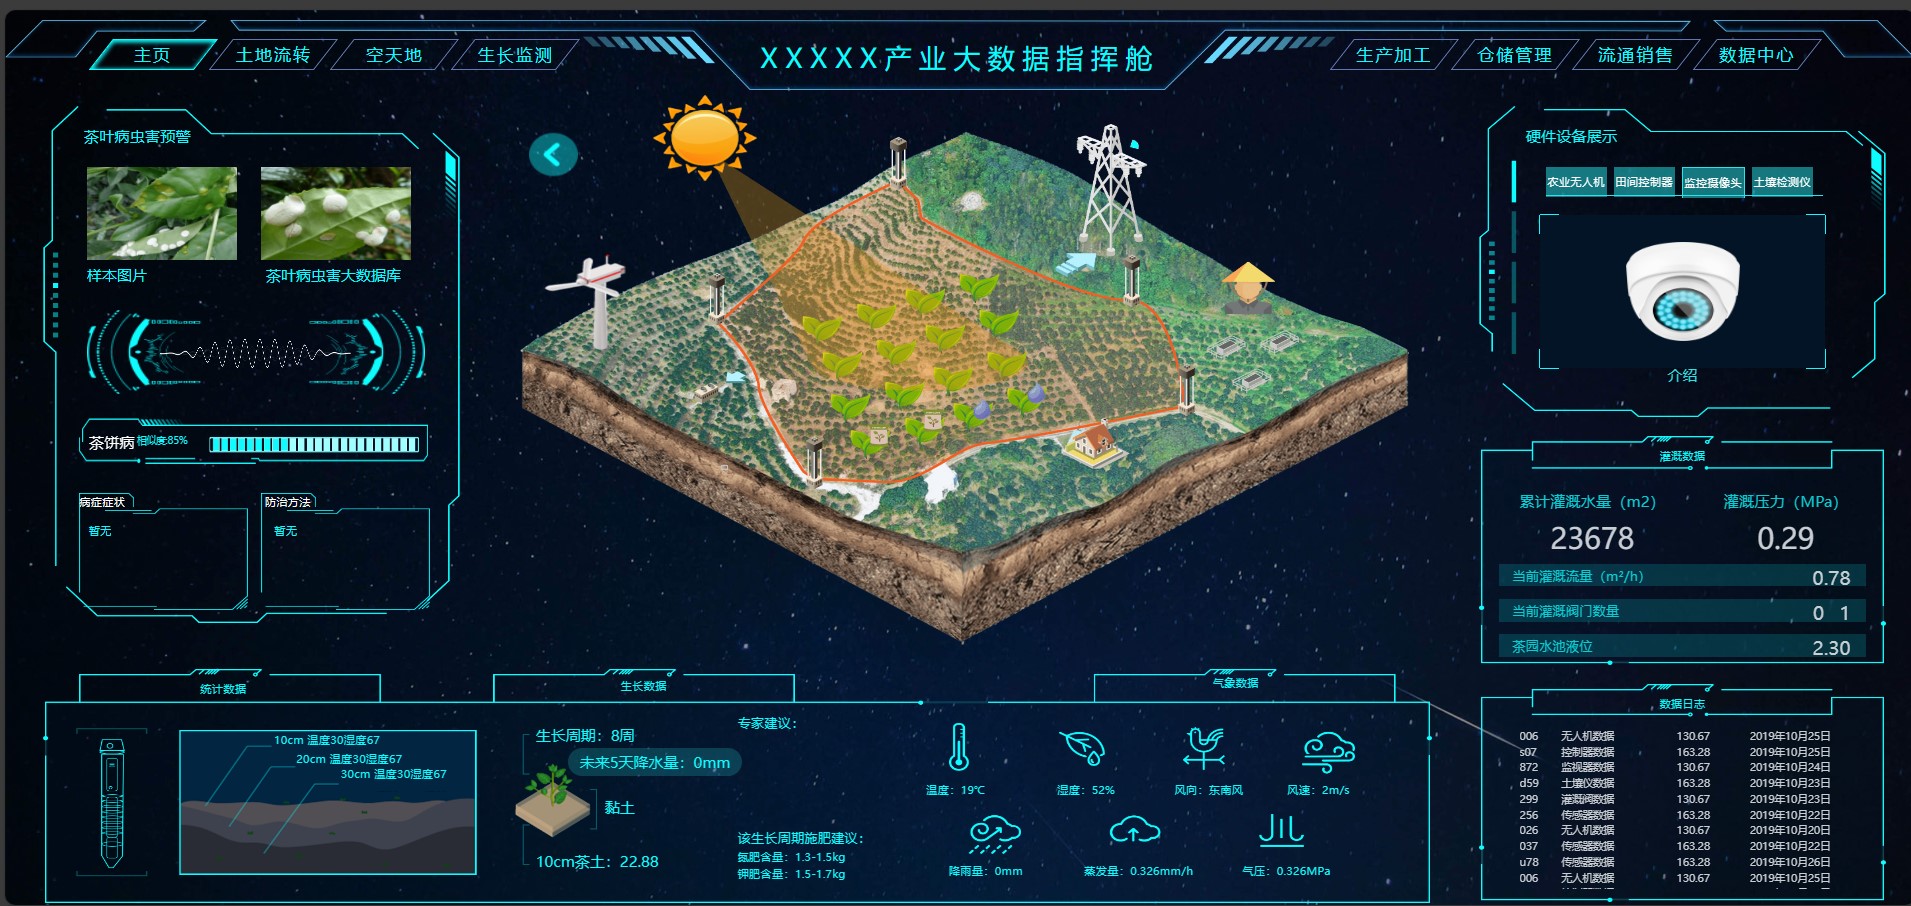 主页
土地流转
空天地
生长监测
XXXXX产业大数据指挥舱
生产加工
仓储管理
流通销售
数据中心
茶叶病虫害预警
样本图片
茶叶病虫害大数据库
茶饼病 相似度85%
病症症状
防治方法
暂无
暂无
硬件设备展示
农业无人机
田间控制器
监控摄像头
土壤检测仪
介绍
灌溉数据
累计灌溉水量（m2）
灌溉压力（MPa）
23678
0.29
当前灌溉流量（m²/h） 0.78
当前灌溉阀门数量 0 1
茶园水池液位 2.30
统计数据
10cm 温度30湿度67
20cm 温度30湿度67
30cm 温度30湿度67
生长数据
生长周期：8周
未来5天降水量：0mm
黏土
10cm茶土：22.88
专家建议：
该生长周期施肥建议：
氮肥含量：1.3-1.5kg
钾肥含量：1.5-1.7kg
气象数据
温度：19℃
湿度：52%
风向：东南风
风速：2m/s
降雨量：0mm
蒸发量：0.326mm/h
气压：0.326MPa
数据日志
006 无人机数据 130.67 2019年10月25日
s07 控制器数据 163.28 2019年10月25日
872 监视器数据 130.67 2019年10月24日
d59 土壤仪数据 163.28 2019年10月23日
299 灌溉阀数据 130.67 2019年10月23日
256 传感器数据 163.28 2019年10月22日
026 无人机数据 130.67 2019年10月20日
037 传感器数据 163.28 2019年10月22日
u78 传感器数据 163.28 2019年10月26日
006 无人机数据 130.67 2019年10月25日